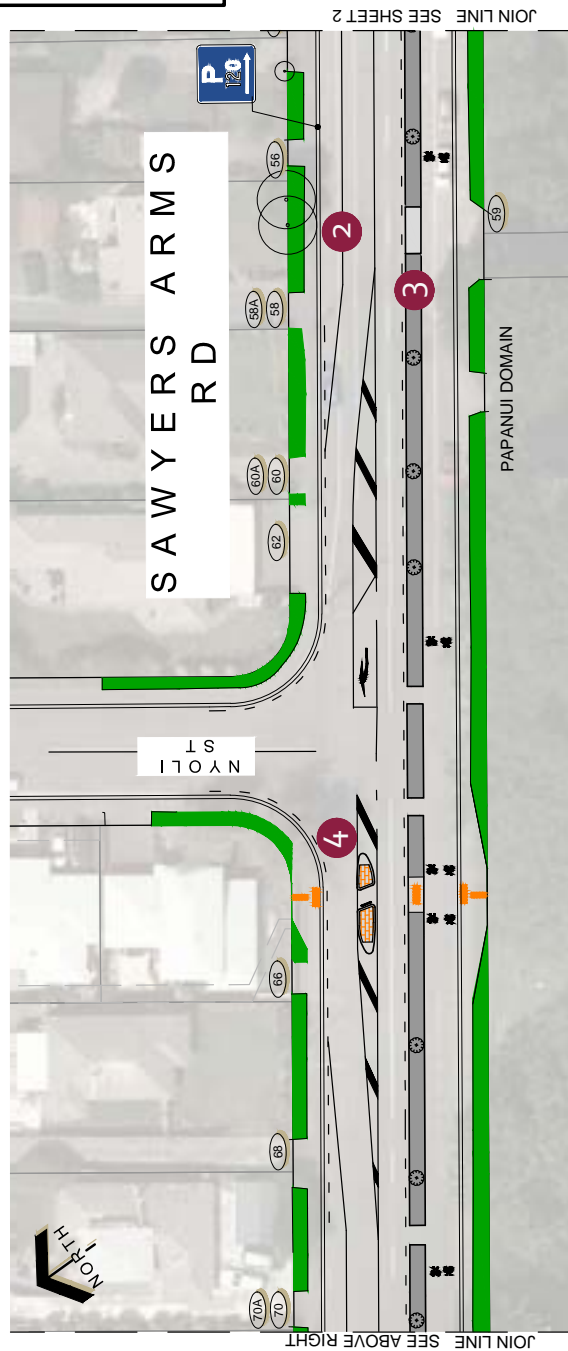 JOIN LINE SEE SHEET 2
P
120
SAWYERS ARMS
RD
56
2
58A
58
3
59
60A
60
62
PAPANUI DOMAIN
NYOLI
ST
4
66
68
NORTH
70A
70
JOIN LINE SEE ABOVE RIGHT